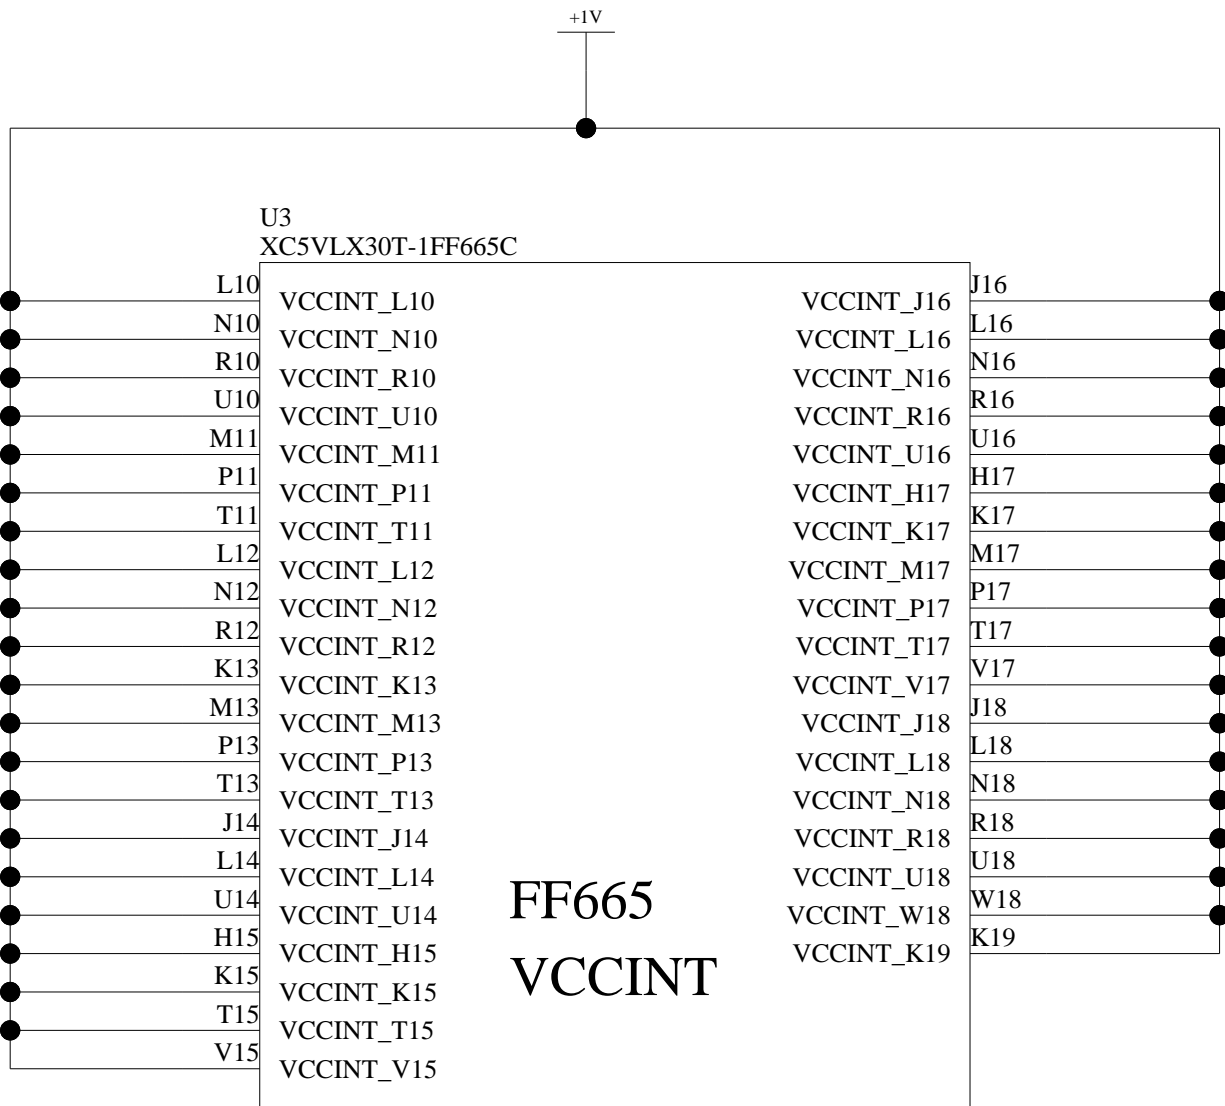 +1V
U3
XC5VLX30T-1FF665C
L10 VCCINT_L10 VCCINT_J16 J16
N10 VCCINT_N10 VCCINT_L16 L16
R10 VCCINT_R10 VCCINT_N16 N16
U10 VCCINT_U10 VCCINT_R16 R16
M11 VCCINT_M11 VCCINT_U16 U16
P11 VCCINT_P11 VCCINT_H17 H17
T11 VCCINT_T11 VCCINT_K17 K17
L12 VCCINT_L12 VCCINT_M17 M17
N12 VCCINT_N12 VCCINT_P17 P17
R12 VCCINT_R12 VCCINT_T17 T17
K13 VCCINT_K13 VCCINT_V17 V17
M13 VCCINT_M13 VCCINT_J18 J18
P13 VCCINT_P13 VCCINT_L18 L18
T13 VCCINT_T13 VCCINT_N18 N18
J14 VCCINT_J14 VCCINT_R18 R18
L14 VCCINT_L14 VCCINT_U18 U18
U14 VCCINT_U14 FF665 VCCINT_W18 W18
H15 VCCINT_H15 VCCINT_K19 K19
K15 VCCINT_K15 VCCINT
T15 VCCINT_T15
V15 VCCINT_V15